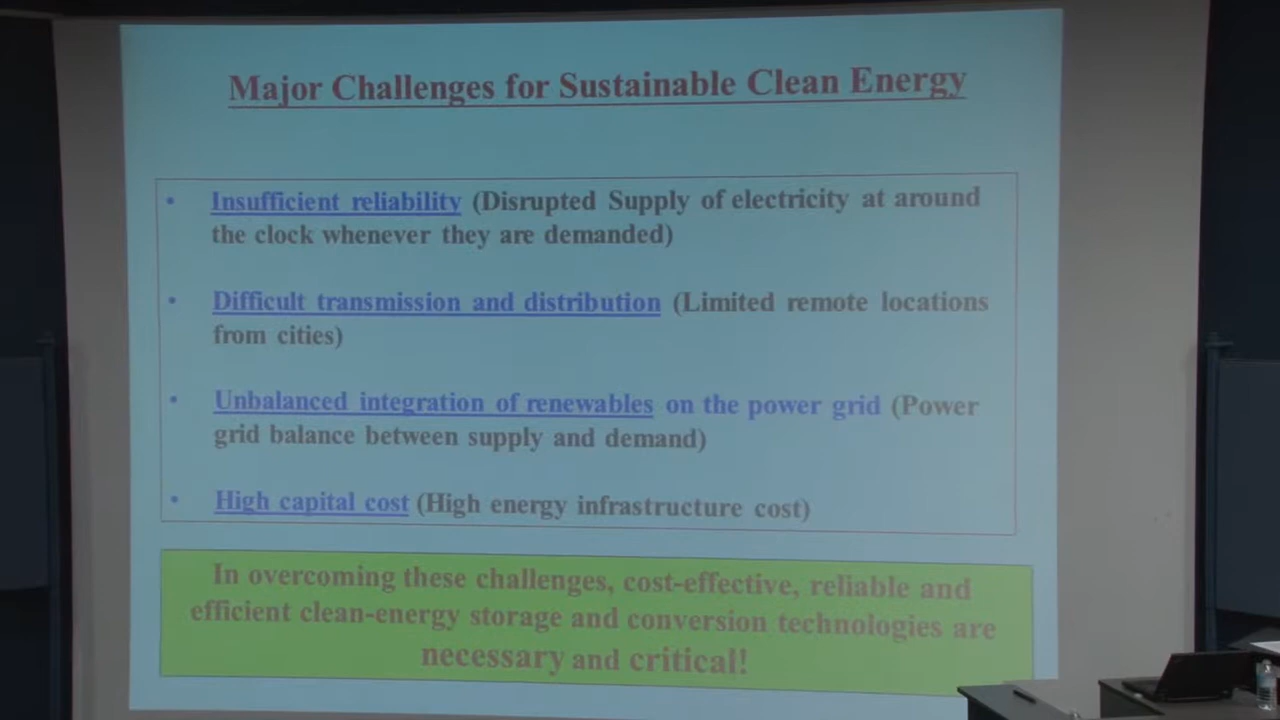 Major Challenges for Sustainable Clean Energy
• Insufficient reliability (Disrupted Supply of electricity at around
the clock whenever they are demanded)
• Difficult transmission and distribution (Limited remote locations
from cities)
• Unbalanced integration of renewables on the power grid (Power
grid balance between supply and demand)
• High capital cost (High energy infrastructure cost)
In overcoming these challenges, cost-effective, reliable and
efficient clean-energy storage and conversion technologies are
necessary and critical!